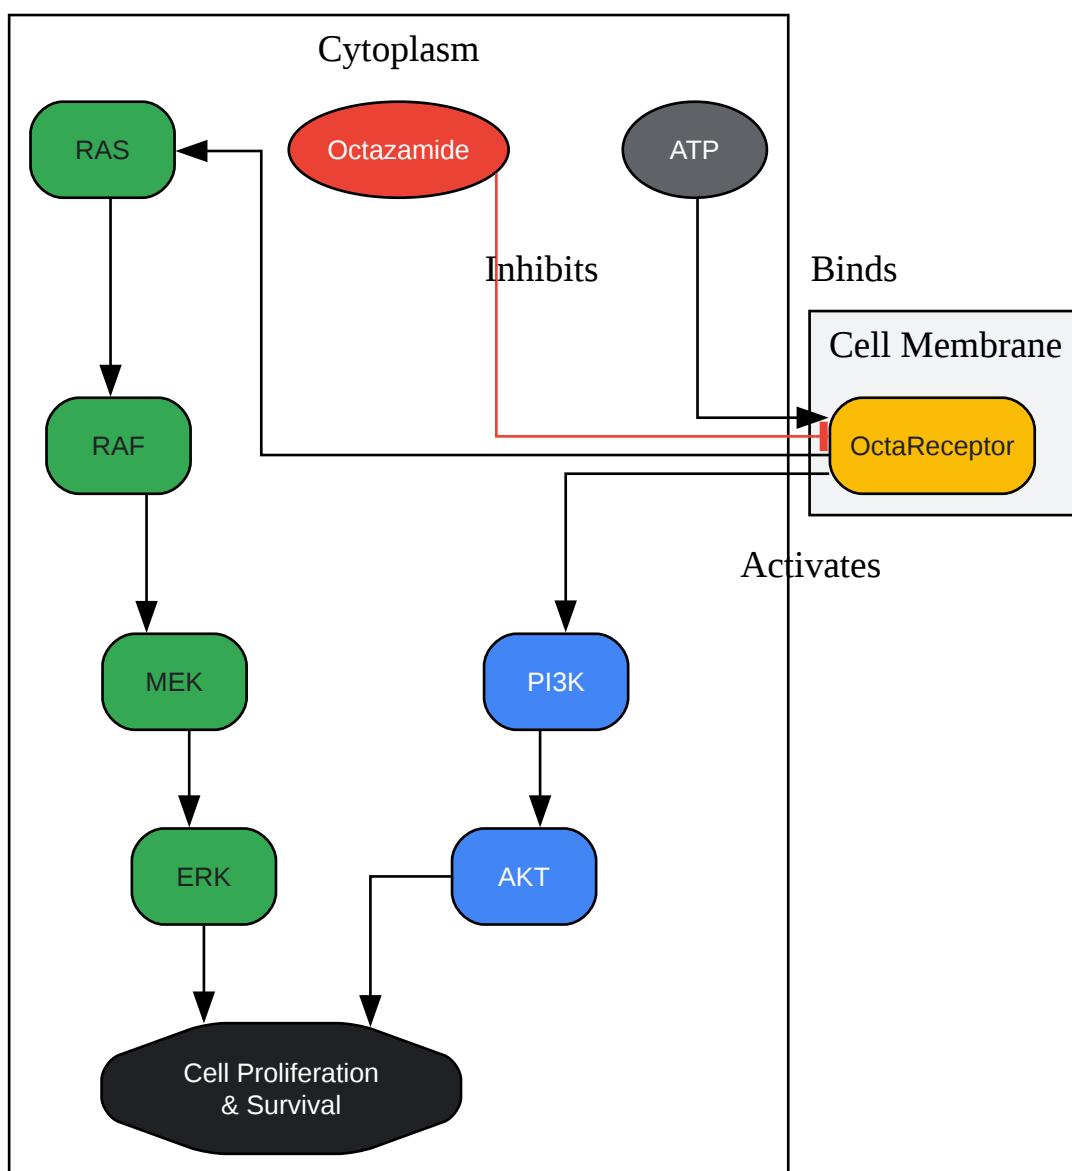 Cytoplasm
RAS
Octazamide
ATP
Inhibits
Binds
Cell Membrane
RAF
OctaReceptor
Activates
MEK
PI3K
ERK
AKT
Cell Proliferation
& Survival